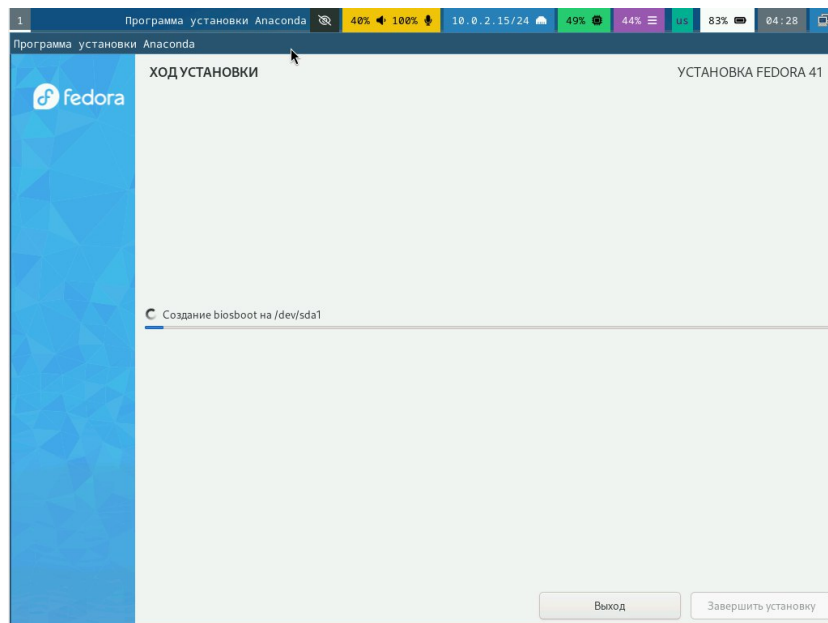 1 Программа установки Anaconda 40% 100% 10.0.2.15/24 49% 44% us 83% 04:28
Программа установки Anaconda
fedora
ХОД УСТАНОВКИ
УСТАНОВКА FEDORA 41
Создание biosboot на /dev/sda1
Выход
Завершить установку